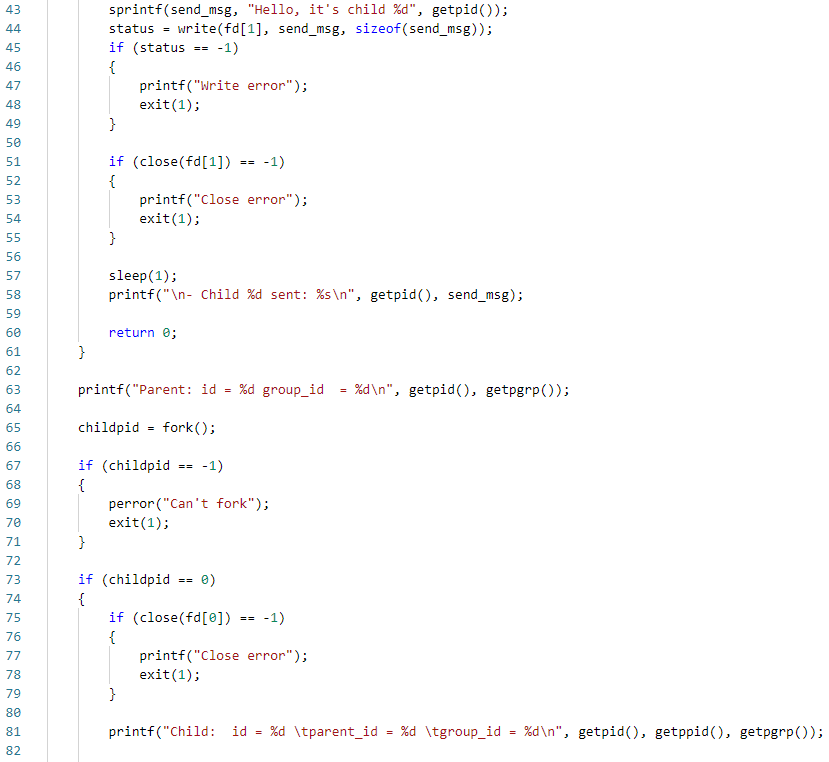 43 sprintf(send_msg, "Hello, it's child %d", getpid());
44 status = write(fd[1], send_msg, sizeof(send_msg));
45 if (status == -1)
46 {
47 printf("Write error");
48 exit(1);
49 }
50
51 if (close(fd[1]) == -1)
52 {
53 printf("Close error");
54 exit(1);
55 }
56
57 sleep(1);
58 printf("\n- Child %d sent: %s\n", getpid(), send_msg);
59
60 return 0;
61 }
62
63 printf("Parent: id = %d group_id  = %d\n", getpid(), getpgrp());
64
65 childpid = fork();
66
67 if (childpid == -1)
68 {
69 perror("Can't fork");
70 exit(1);
71 }
72
73 if (childpid == 0)
74 {
75 if (close(fd[0]) == -1)
76 {
77 printf("Close error");
78 exit(1);
79 }
80
81 printf("Child:  id = %d \tparent_id = %d \tgroup_id = %d\n", getpid(), getppid(), getpgrp());
82